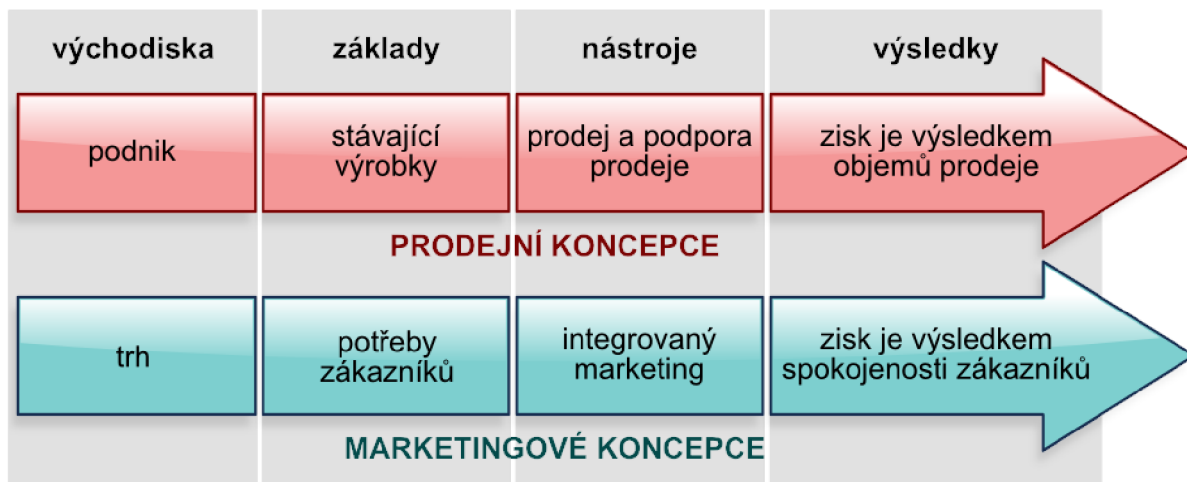 východiska základy nástroje výsledky
podnik
stávající
výrobky
prodej a podpora
prodeje
zisk je výsledkem
objemů prodeje
PRODEJNÍ KONCEPCE
trh
potřeby
zákazníků
integrovaný
marketing
zisk je výsledkem
spokojenosti zákazníků
MARKETINGOVÉ KONCEPCE